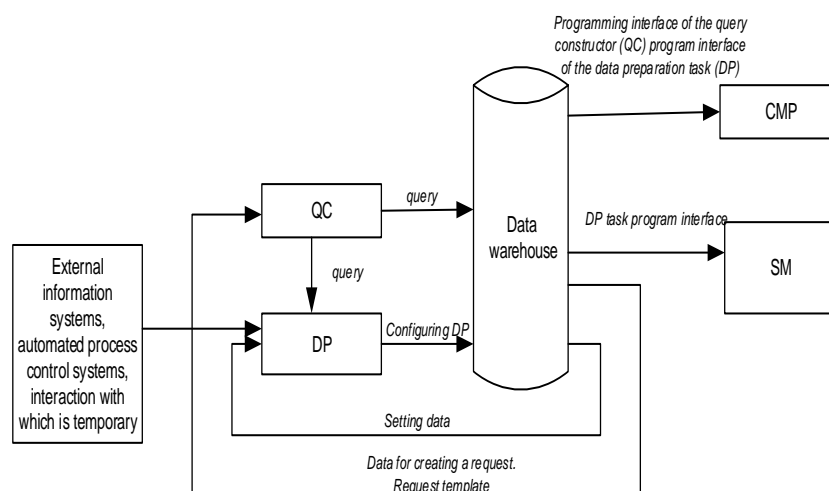 Programming interface of the query
constructor (QC) program interface
of the data preparation task (DP)
CMP
QC
query
Data
warehouse
DP task program interface
SM
query
External
information
systems,
automated process
control systems,
interaction with
which is temporary
DP
Configuring DP
Setting data
Data for creating a request.
Request template